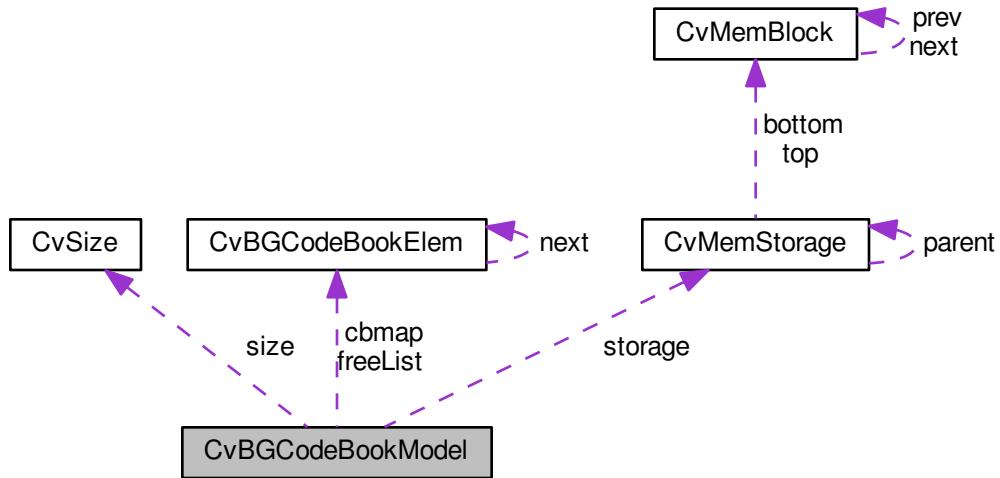 CvMemBlock
prev
next
bottom
top
CvSize
CvBGCodeBookElem
next
CvMemStorage
parent
size
cbmap
freeList
storage
CvBGCodeBookModel